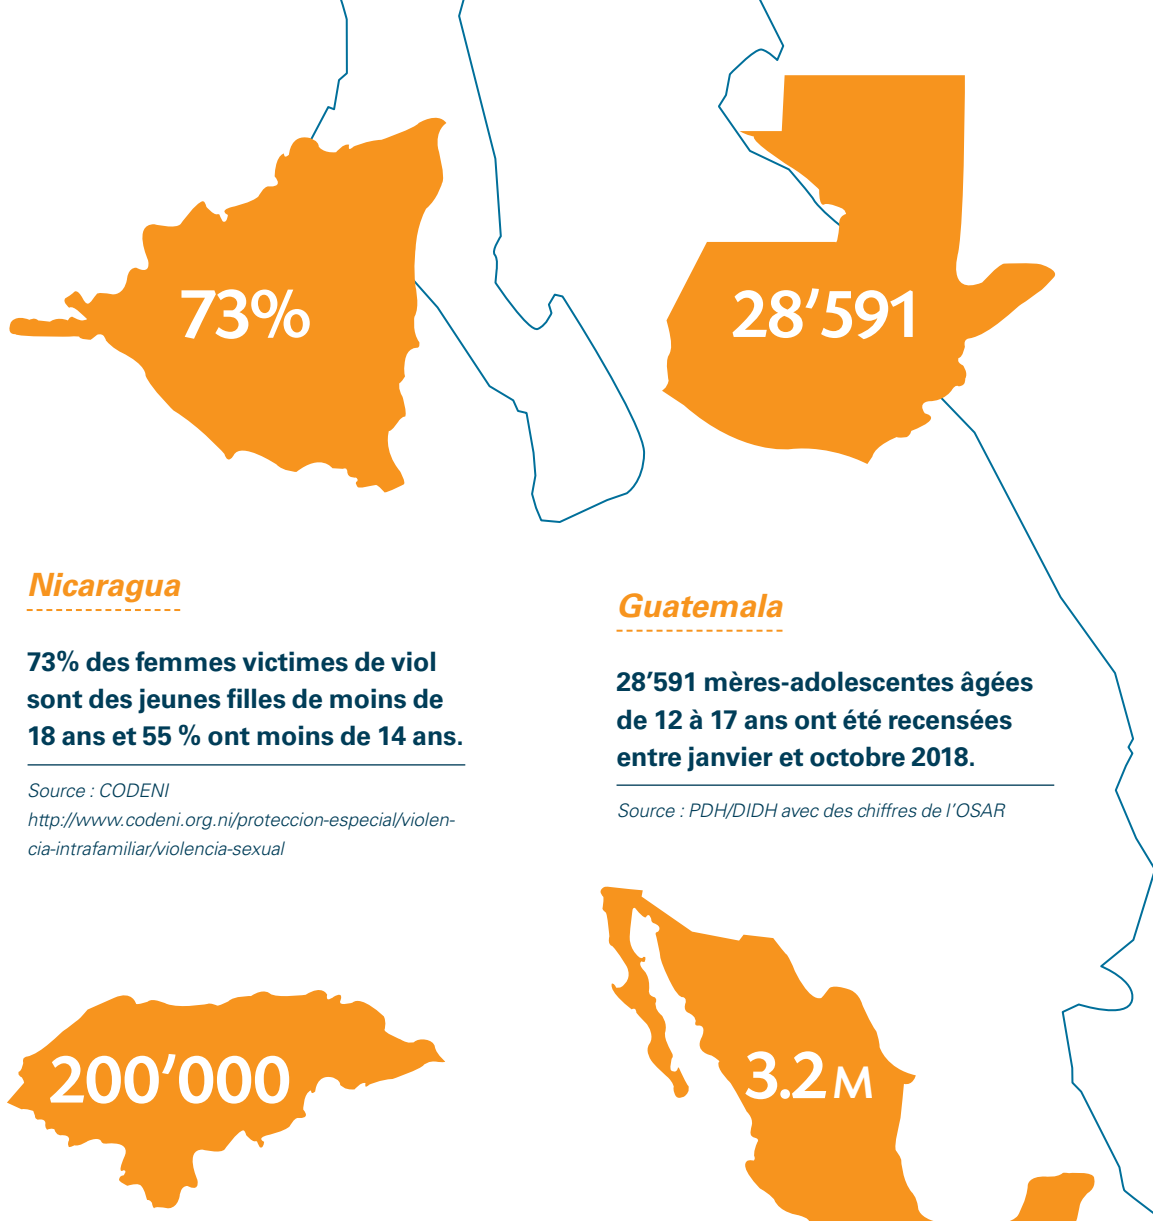 73%
28’591
Nicaragua
73% des femmes victimes de viol
sont des jeunes filles de moins de
18 ans et 55 % ont moins de 14 ans.
Source : CODENI
http://www.codeni.org.ni/proteccion-especial/violen-
cia-intrafamiliar/violencia-sexual
Guatemala
28’591 mères-adolescentes âgées
de 12 à 17 ans ont été recensées
entre janvier et octobre 2018.
Source : PDH/DIDH avec des chiffres de l’OSAR
200’000
3.2 M